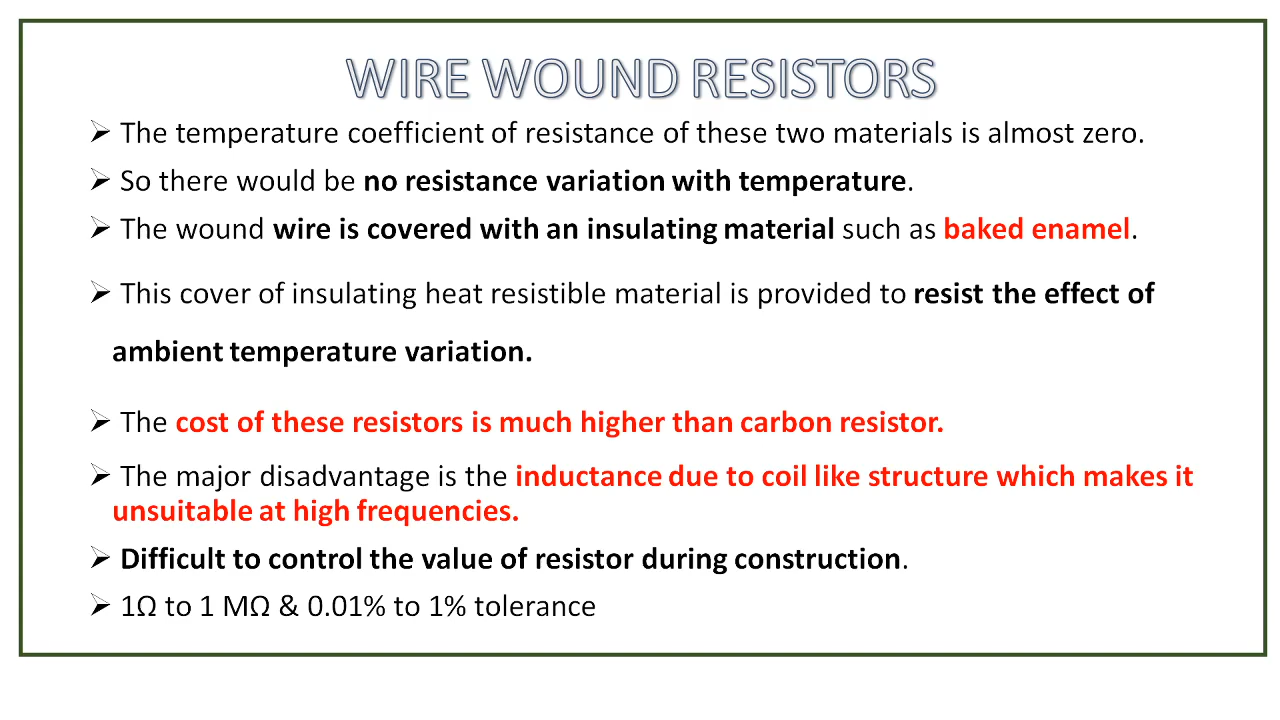 WIRE WOUND RESISTORS
➢ The temperature coefficient of resistance of these two materials is almost zero.
➢ So there would be no resistance variation with temperature.
➢ The wound wire is covered with an insulating material such as baked enamel.
➢ This cover of insulating heat resistible material is provided to resist the effect of
ambient temperature variation.
➢ The cost of these resistors is much higher than carbon resistor.
➢ The major disadvantage is the inductance due to coil like structure which makes it
unsuitable at high frequencies.
➢ Difficult to control the value of resistor during construction.
➢ 1Ω to 1 MΩ & 0.01% to 1% tolerance